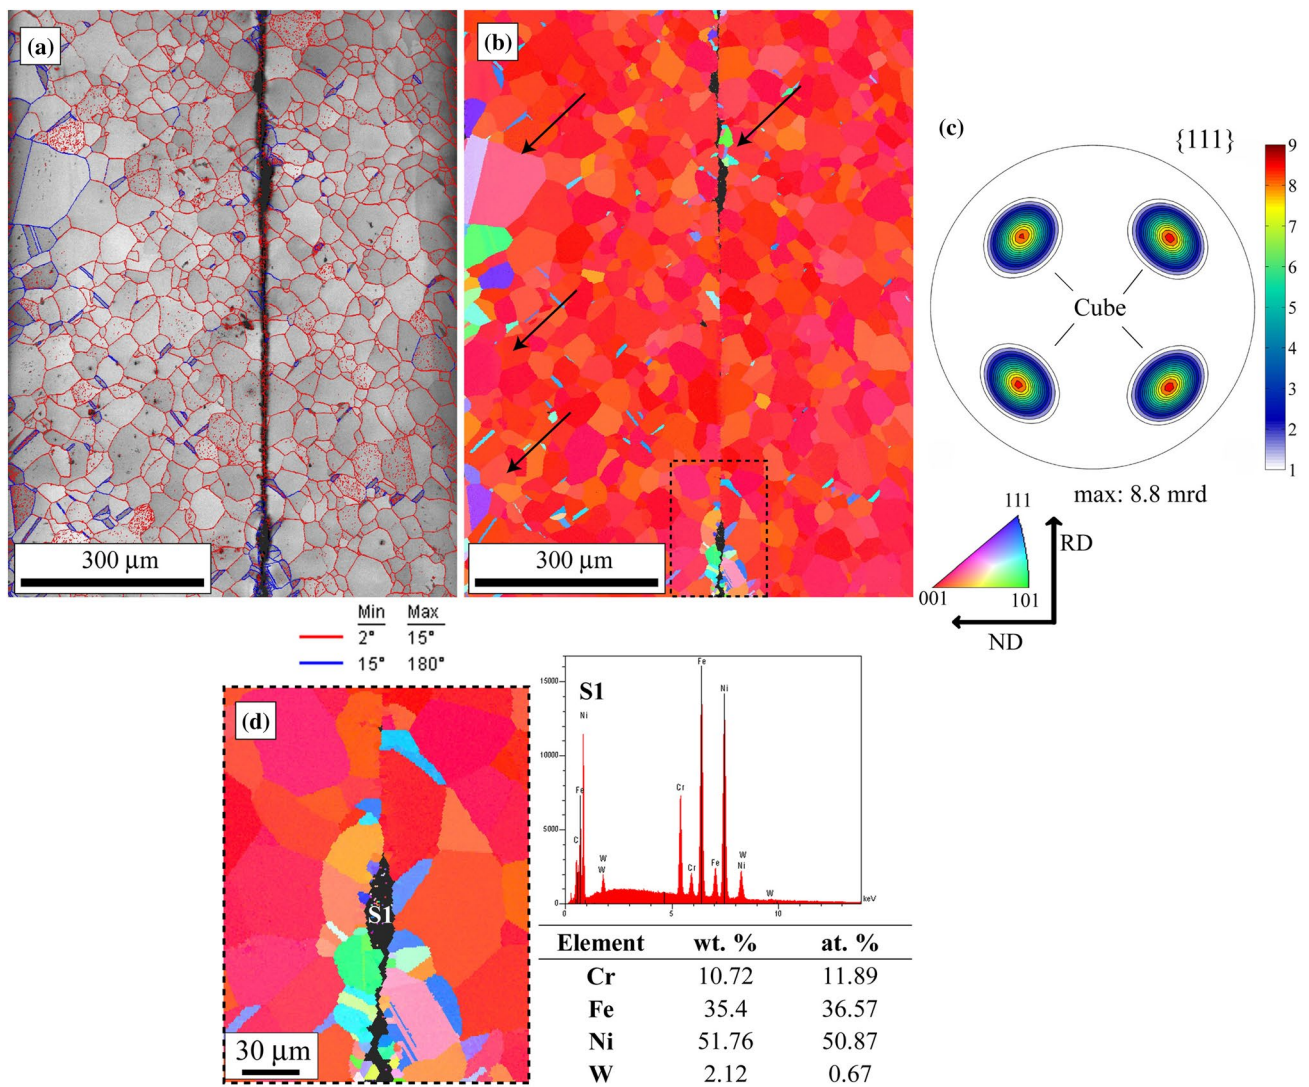 (a)
300 μm
(b)
300 μm
(c)
{111}
Cube
9
8
7
6
5
4
3
2
1
max: 8.8 mrd
111
001
101
RD
ND
Min Max
2° 15°
15° 180°
(d)
S1
30 μm
S1
15000
10000
5000
0
0 5 10 keV
C
Fe
Ni
W
W
Cr
Cr
Fe
Fe
Ni
W
Ni
W
Element wt. % at. %
Cr 10.72 11.89
Fe 35.4 36.57
Ni 51.76 50.87
W 2.12 0.67